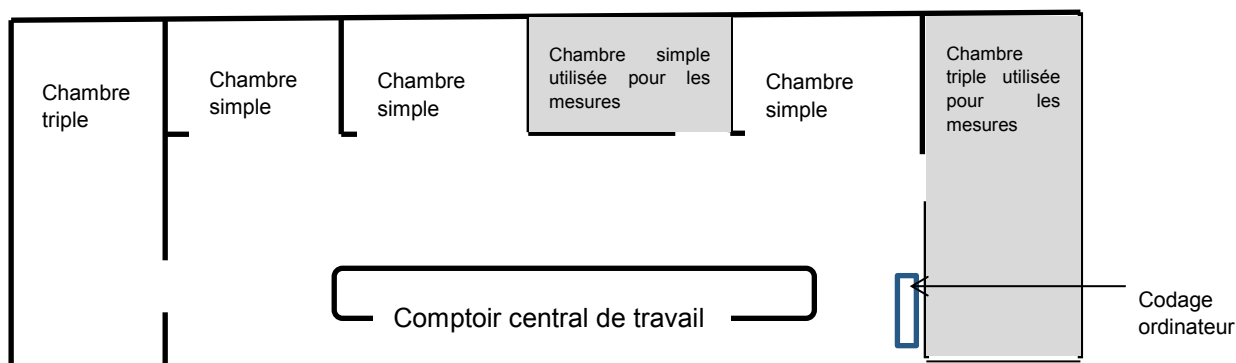 Chambre
triple
Chambre
simple
Chambre
simple
Chambre simple
utilisée pour les
mesures
Chambre
simple
Chambre
triple utilisée
pour les
mesures
Comptoir central de travail
Codage
ordinateur